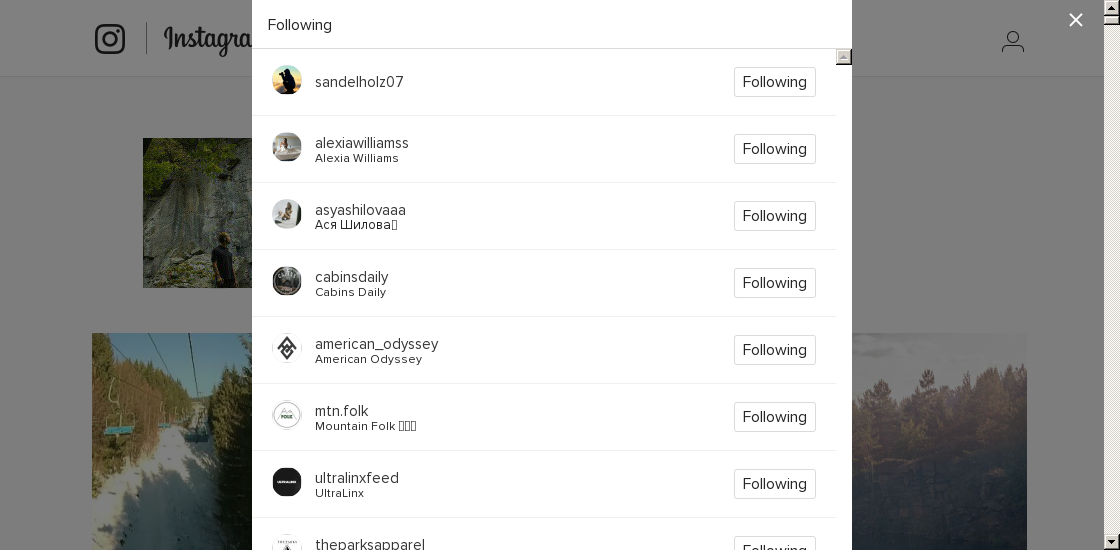 Following
Instagra
sandelholz07
Following
alexiawilliamss
Alexia Williams
Following
asyashilovaaa
Ася Шилова
Following
cabinsdaily
Cabins Daily
Following
american_odyssey
American Odyssey
Following
mtn.folk
Mountain Folk
Following
ultralinxfeed
UltraLinx
Following
theparksapparel
Following